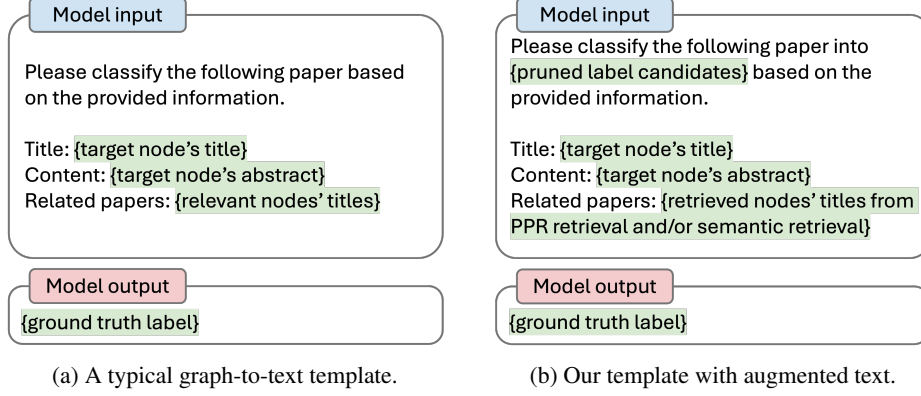 Model input
Please classify the following paper based
on the provided information.
Title: {target node’s title}
Content: {target node’s abstract}
Related papers: {relevant nodes’ titles}
Model output
{ground truth label}
(a) A typical graph-to-text template.
Model input
Please classify the following paper into
{pruned label candidates} based on the
provided information.
Title: {target node’s title}
Content: {target node’s abstract}
Related papers: {retrieved nodes’ titles from
PPR retrieval and/or semantic retrieval}
Model output
{ground truth label}
(b) Our template with augmented text.